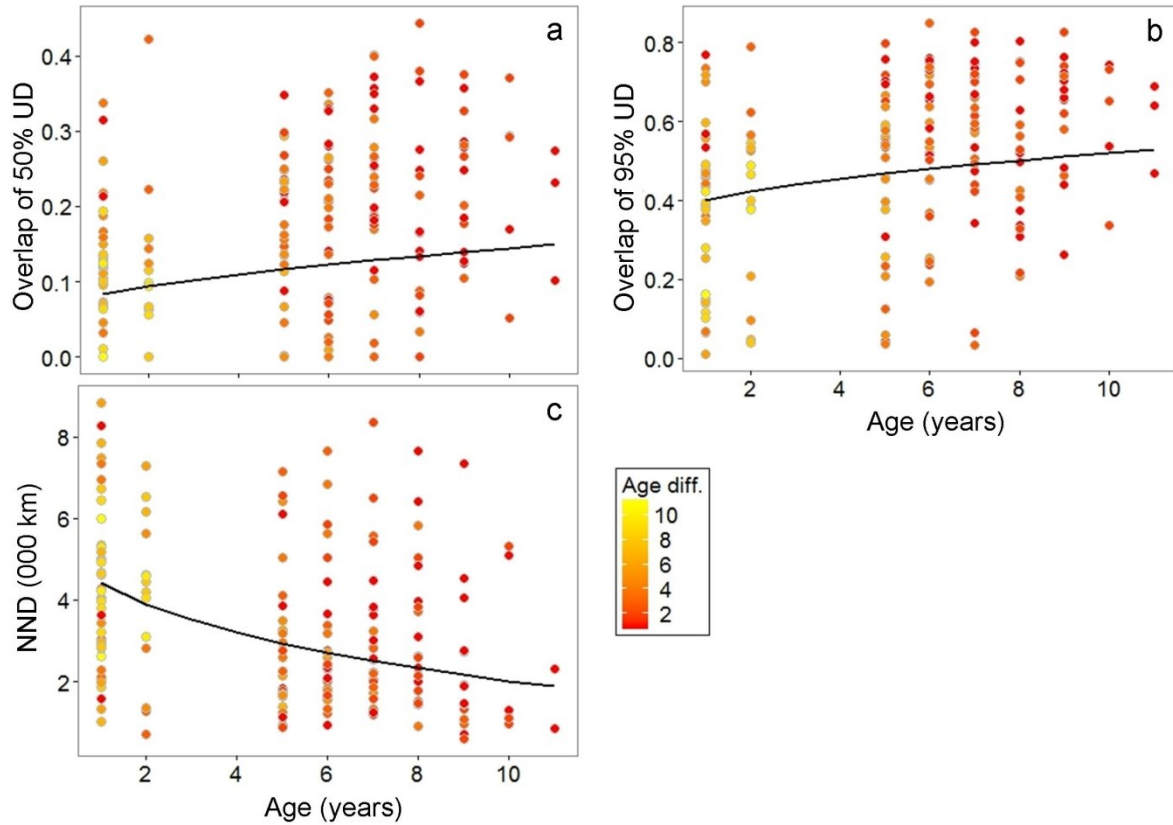 a
Overlap of 50% UD
0.4
0.3
0.2
0.1
0.0
b
Overlap of 95% UD
0.8
0.6
0.4
0.2
0.0
2 4 6 8 10
Age (years)
c
NND (000 km)
8
6
4
2
2 4 6 8 10
Age (years)
Age diff.
10
8
6
4
2